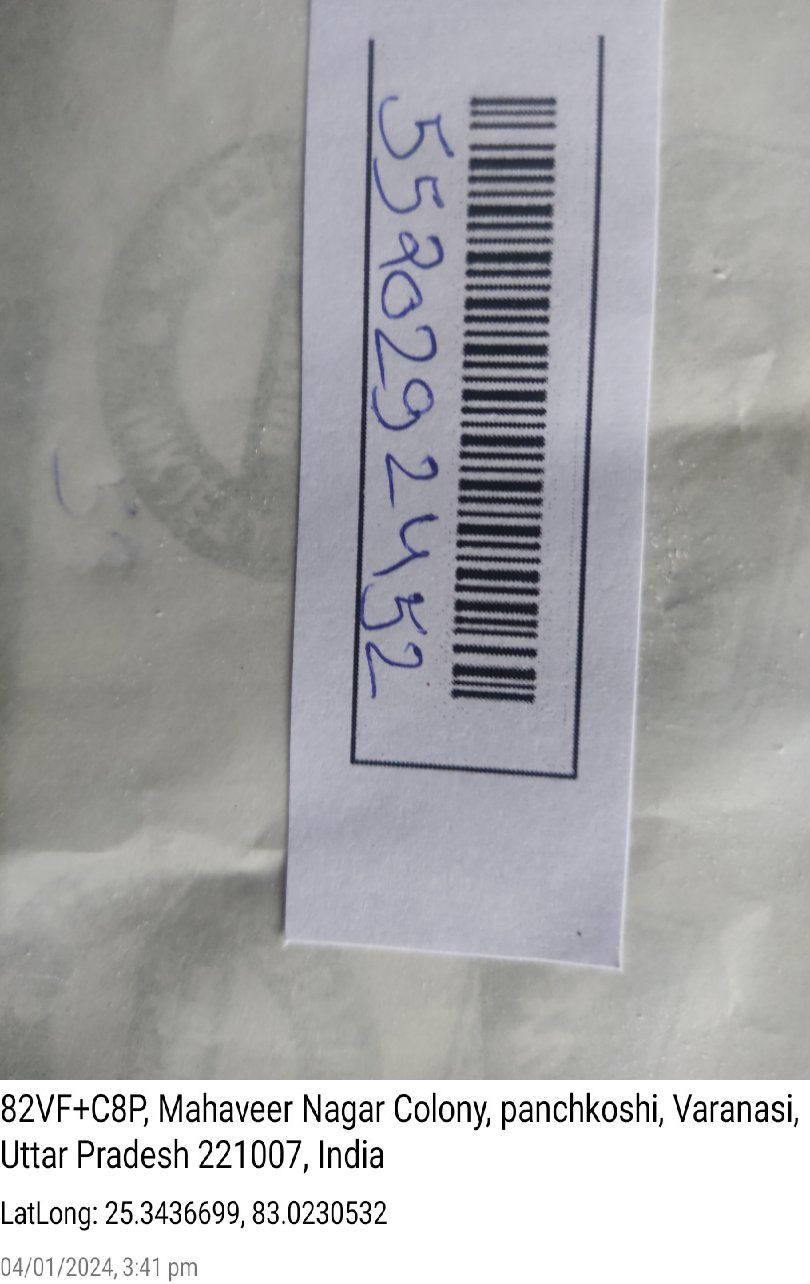 5590292452
82VF+C8P, Mahaveer Nagar Colony, panchkoshi, Varanasi,
Uttar Pradesh 221007, India
LatLong: 25.3436699, 83.0230532
04/01/2024, 3:41 pm